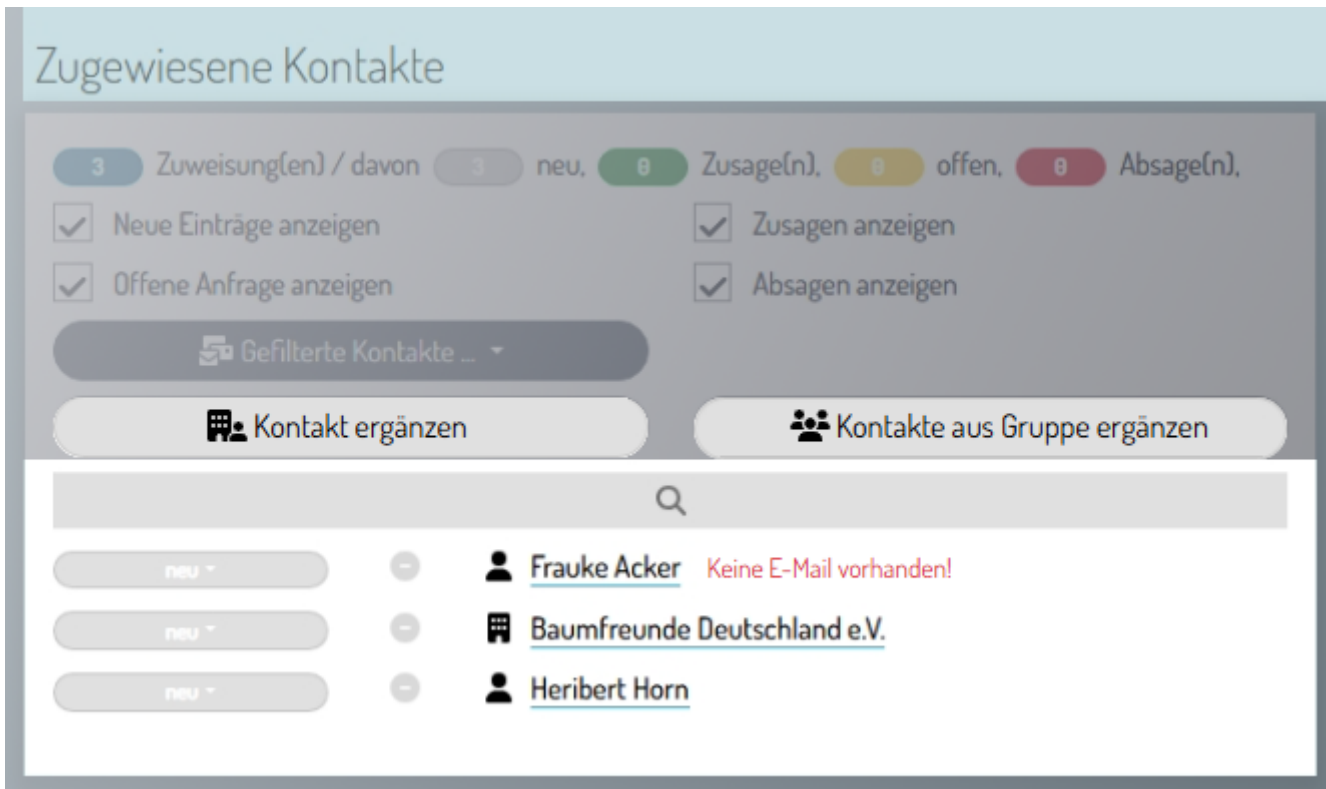 Zugewiesene Kontakte
3 Zuweisung(en) / davon 3 neu, 0 Zusage(n), 0 offen, 0 Absage(n),
Neue Einträge anzeigen Zusagen anzeigen
Offene Anfrage anzeigen Absagen anzeigen
Gefilterte Kontakte ...
Kontakt ergänzen Kontakte aus Gruppe ergänzen
neu Frauke Acker Keine E-Mail vorhanden!
neu Baumfreunde Deutschland e.V.
neu Heribert Horn